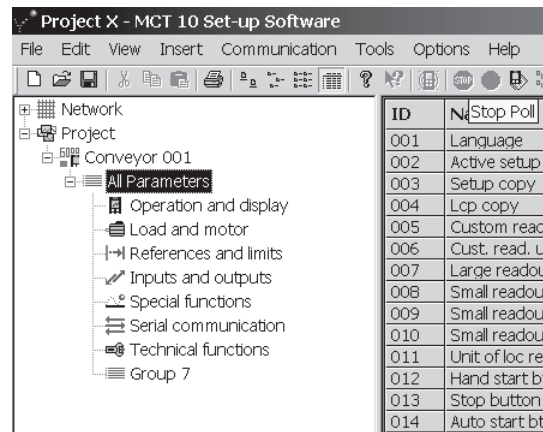 Project X - MCT 10 Set-up Software
File Edit View Insert Communication Tools Options Help
Network
Project
Conveyor 001
All Parameters
Operation and display
Load and motor
References and limits
Inputs and outputs
Special functions
Serial communication
Technical functions
Group 7
ID Na Stop Poll
001 Language
002 Active setup
003 Setup copy
004 Lcp copy
005 Custom read
006 Cust. read. u
007 Large readou
008 Small readou
009 Small readou
010 Small readou
011 Unit of loc re
012 Hand start b
013 Stop button
014 Auto start bt